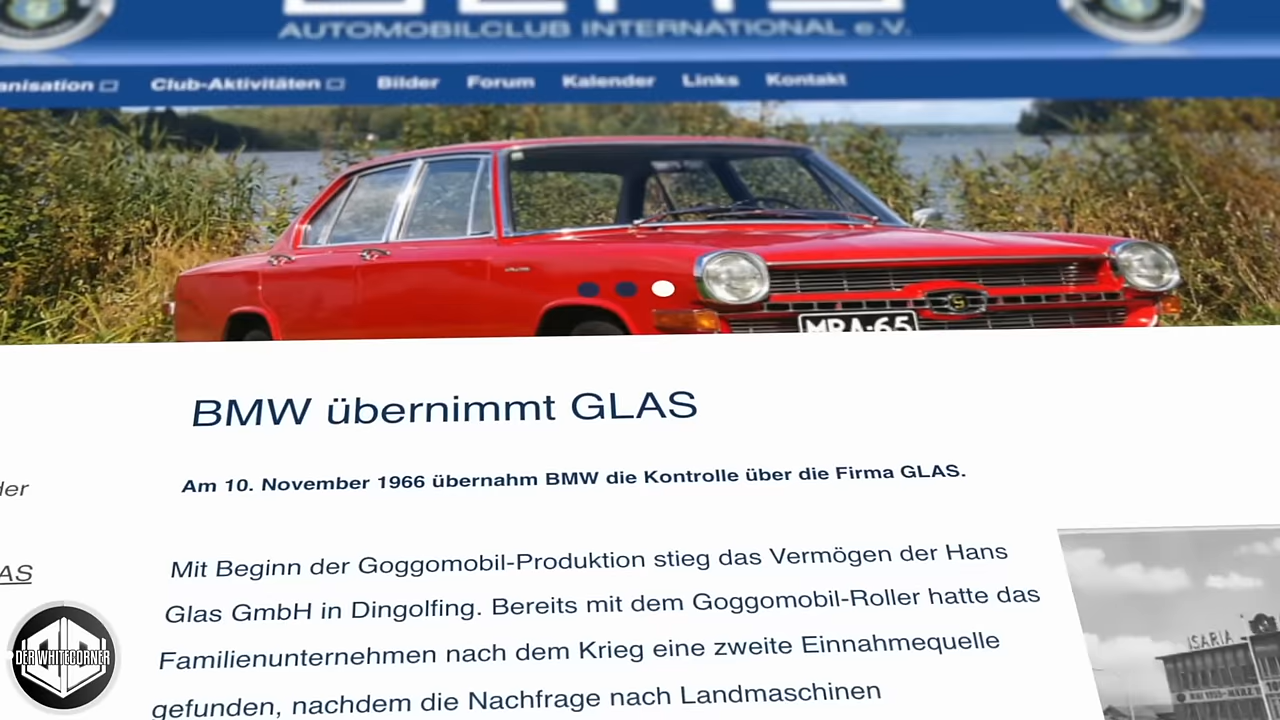 AUTOMOBILCLUB INTERNATIONAL e.V.
Club-Aktivitäten Bilder Forum Kalender Links Kontakt
MRA-65
BMW übernimmt GLAS
Am 10. November 1966 übernahm BMW die Kontrolle über die Firma GLAS.
Mit Beginn der Goggomobil-Produktion stieg das Vermögen der Hans
Glas GmbH in Dingolfing. Bereits mit dem Goggomobil-Roller hatte das
Familienunternehmen nach dem Krieg eine zweite Einnahmequelle
gefunden, nachdem die Nachfrage nach Landmaschinen
ISARIA
DER WHITECORNER